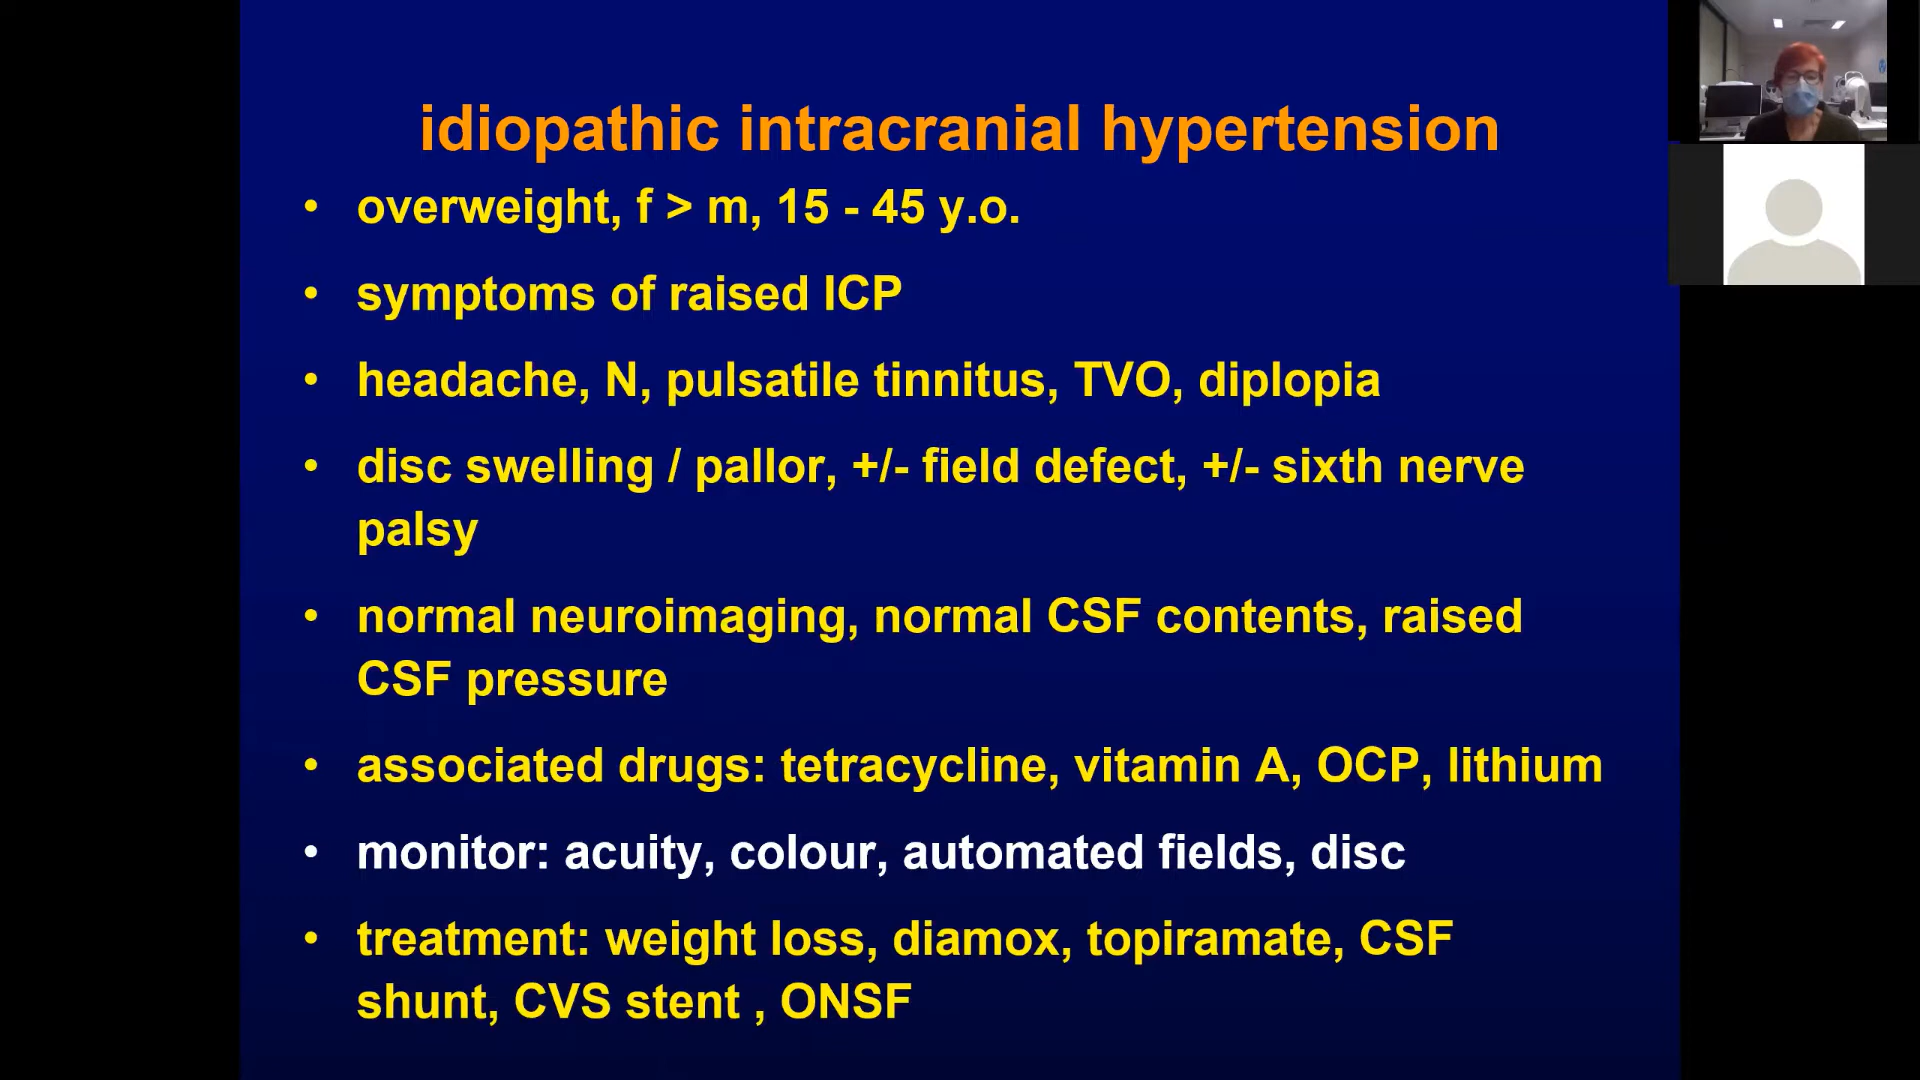 idiopathic intracranial hypertension
• overweight, f > m, 15 - 45 y.o.
• symptoms of raised ICP
• headache, N, pulsatile tinnitus, TVO, diplopia
• disc swelling / pallor, +/- field defect, +/- sixth nerve
palsy
• normal neuroimaging, normal CSF contents, raised
CSF pressure
• associated drugs: tetracycline, vitamin A, OCP, lithium
• monitor: acuity, colour, automated fields, disc
• treatment: weight loss, diamox, topiramate, CSF
shunt, CVS stent , ONSF